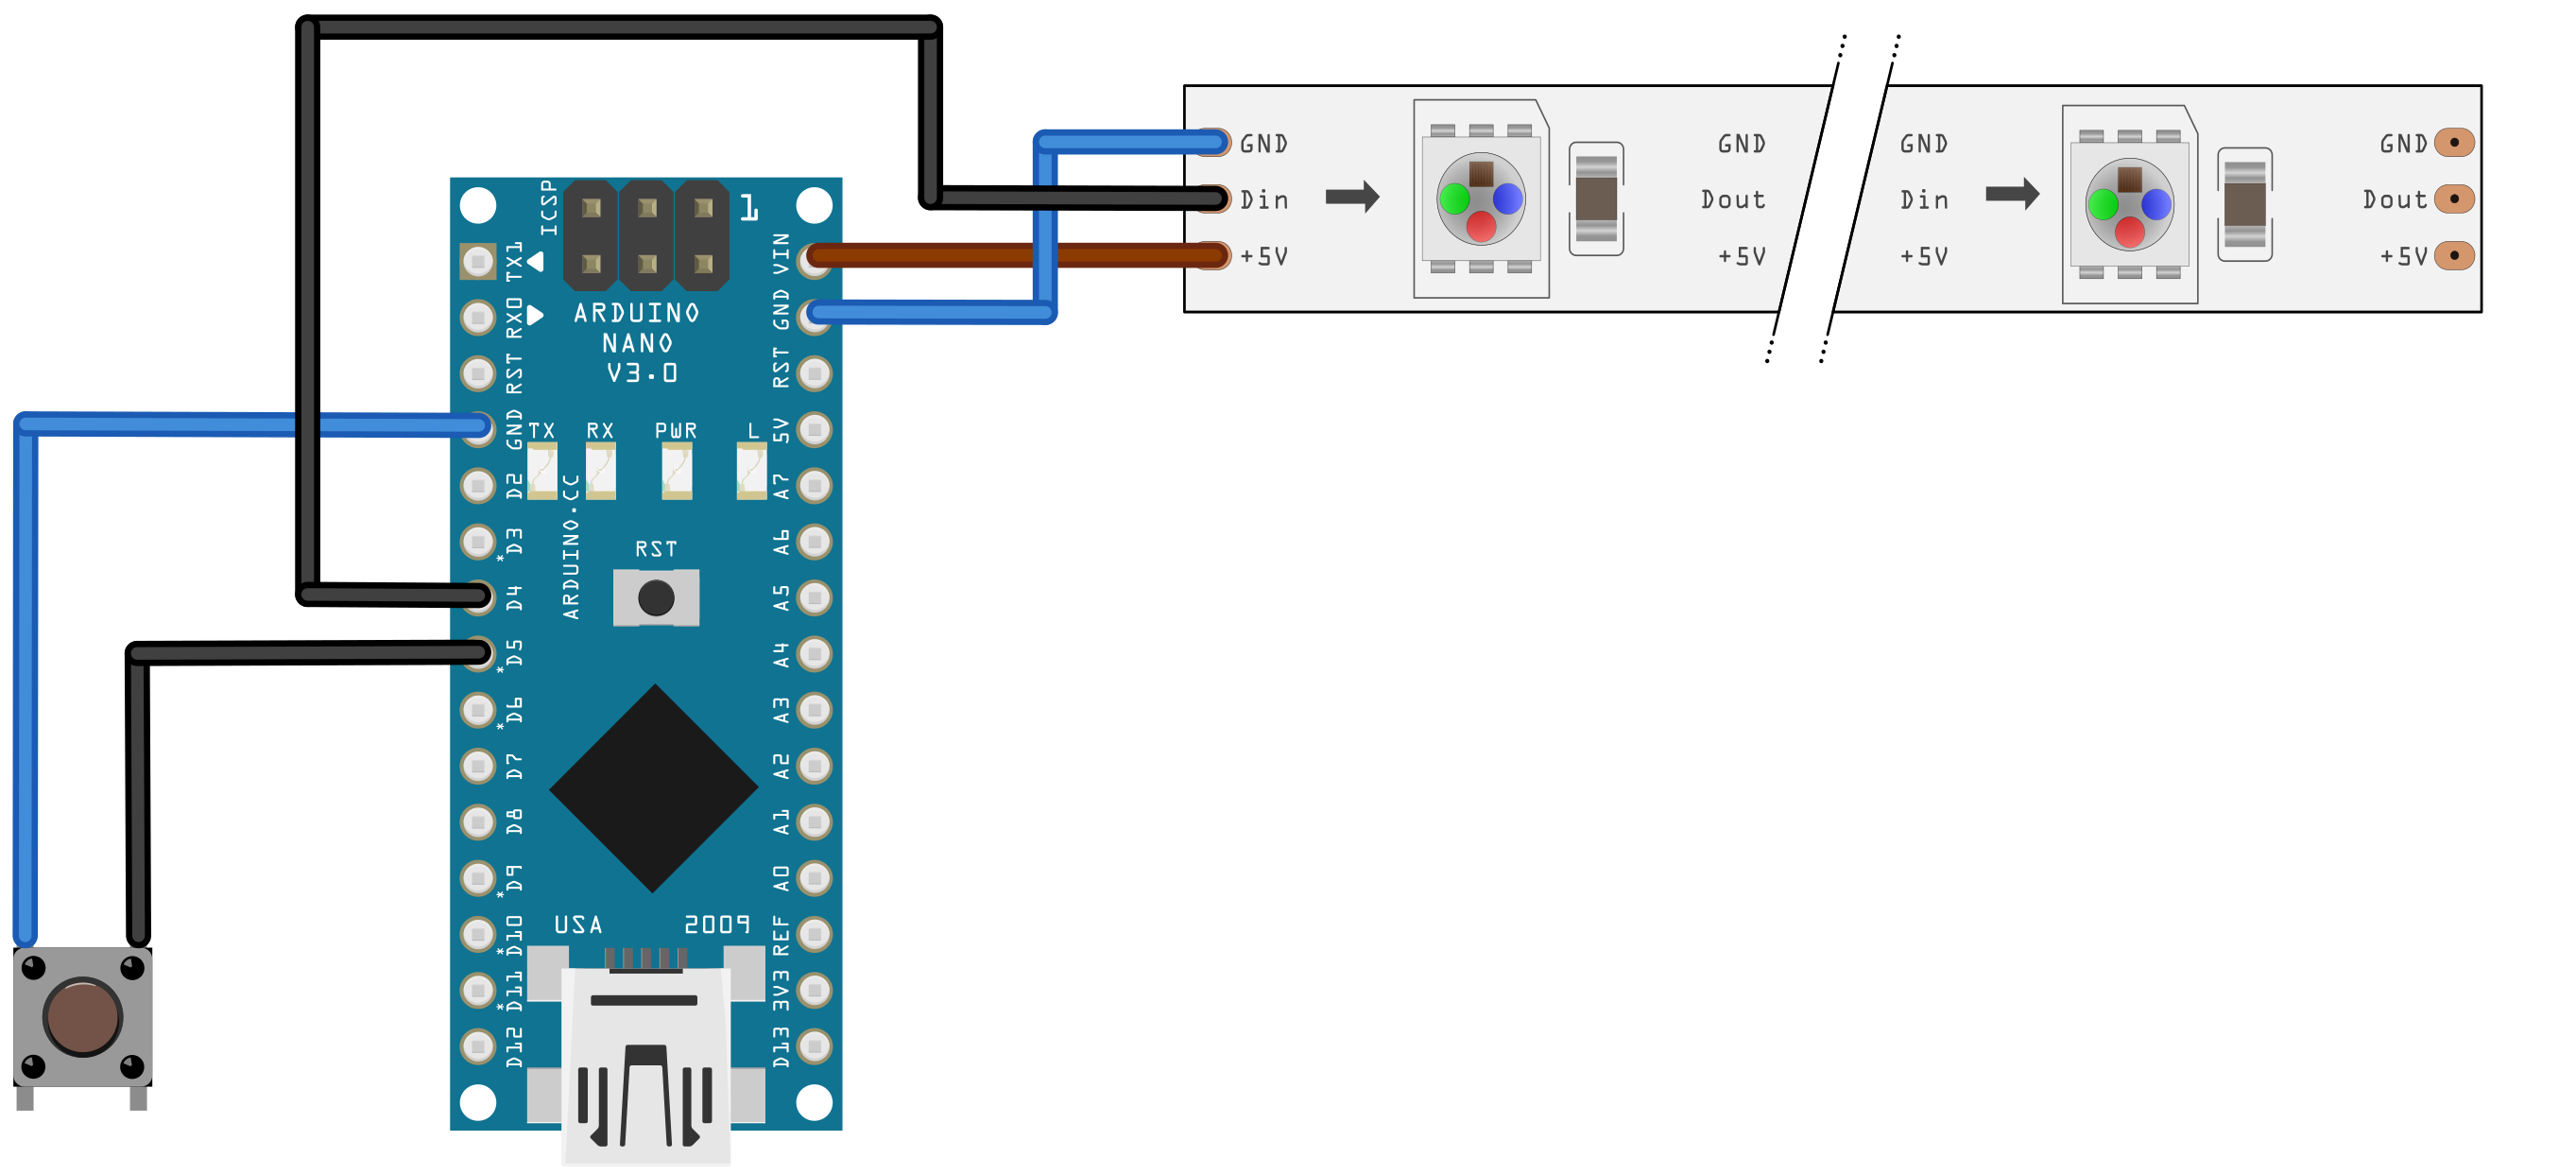 ICSP
1
TX1
RX0
RST
GND
D2
*D3
D4
*D5
*D6
D7
D8
*D9
*D10
*D11
D12
ARDUINO
NANO
V3.0
TX
RX
PWR
L
ARDUINO.CC
RST
USA
2009
VIN
GND
RST
5V
A7
A6
A5
A4
A3
A2
A1
A0
REF
3V3
D13
GND
Din
+5V
GND
Dout
+5V
GND
Din
+5V
GND
Dout
+5V